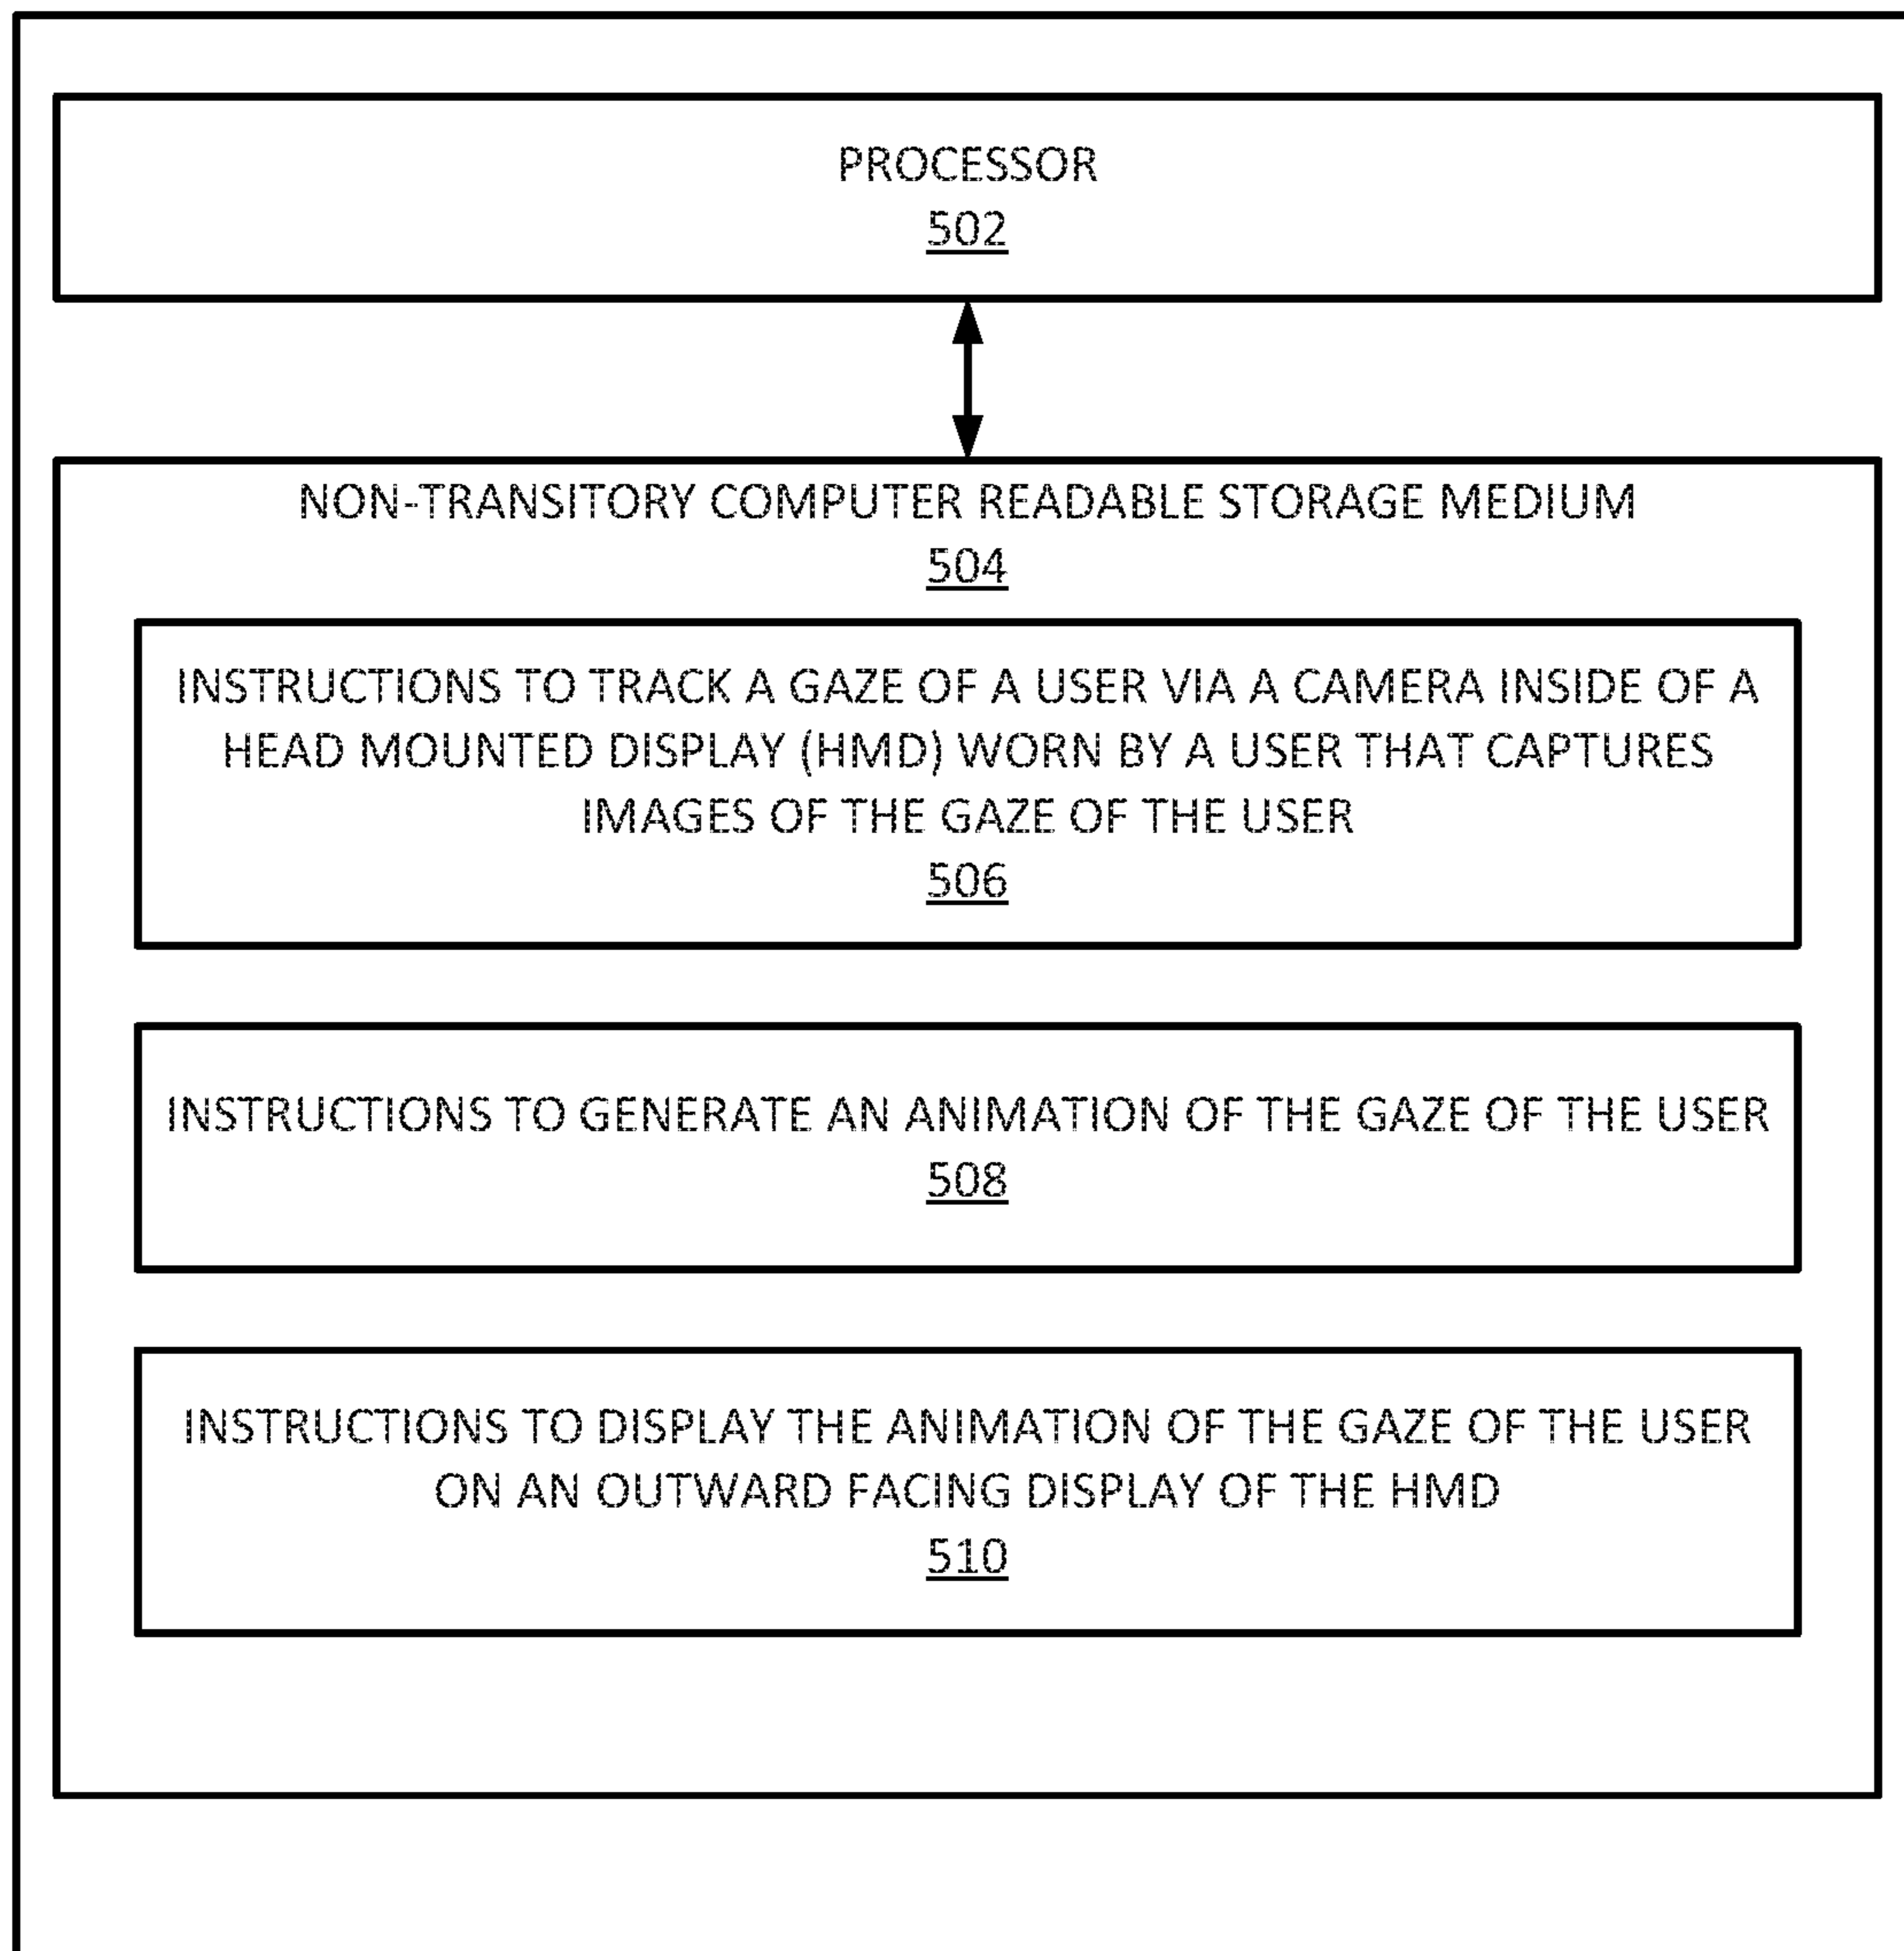 PROCESSOR
502
NON-TRANSITORY COMPUTER READABLE STORAGE MEDIUM
504
INSTRUCTIONS TO TRACK A GAZE OF A USER VIA A CAMERA INSIDE OF A
HEAD MOUNTED DISPLAY (HMD) WORN BY A USER THAT CAPTURES
IMAGES OF THE GAZE OF THE USER
506
INSTRUCTIONS TO GENERATE AN ANIMATION OF THE GAZE OF THE USER
508
INSTRUCTIONS TO DISPLAY THE ANIMATION OF THE GAZE OF THE USER
ON AN OUTWARD FACING DISPLAY OF THE HMD
510